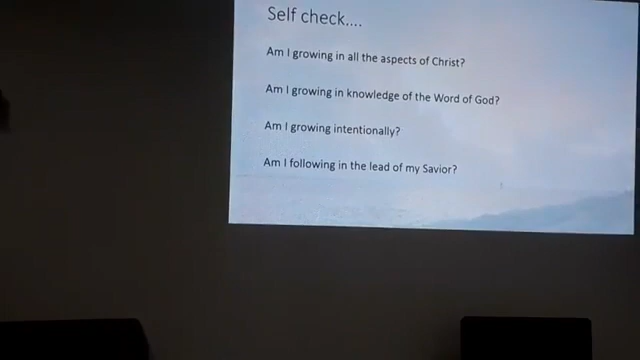 Self check....
Am I growing in all the aspects of Christ?
Am I growing in knowledge of the Word of God?
Am I growing intentionally?
Am I following in the lead of my Savior?